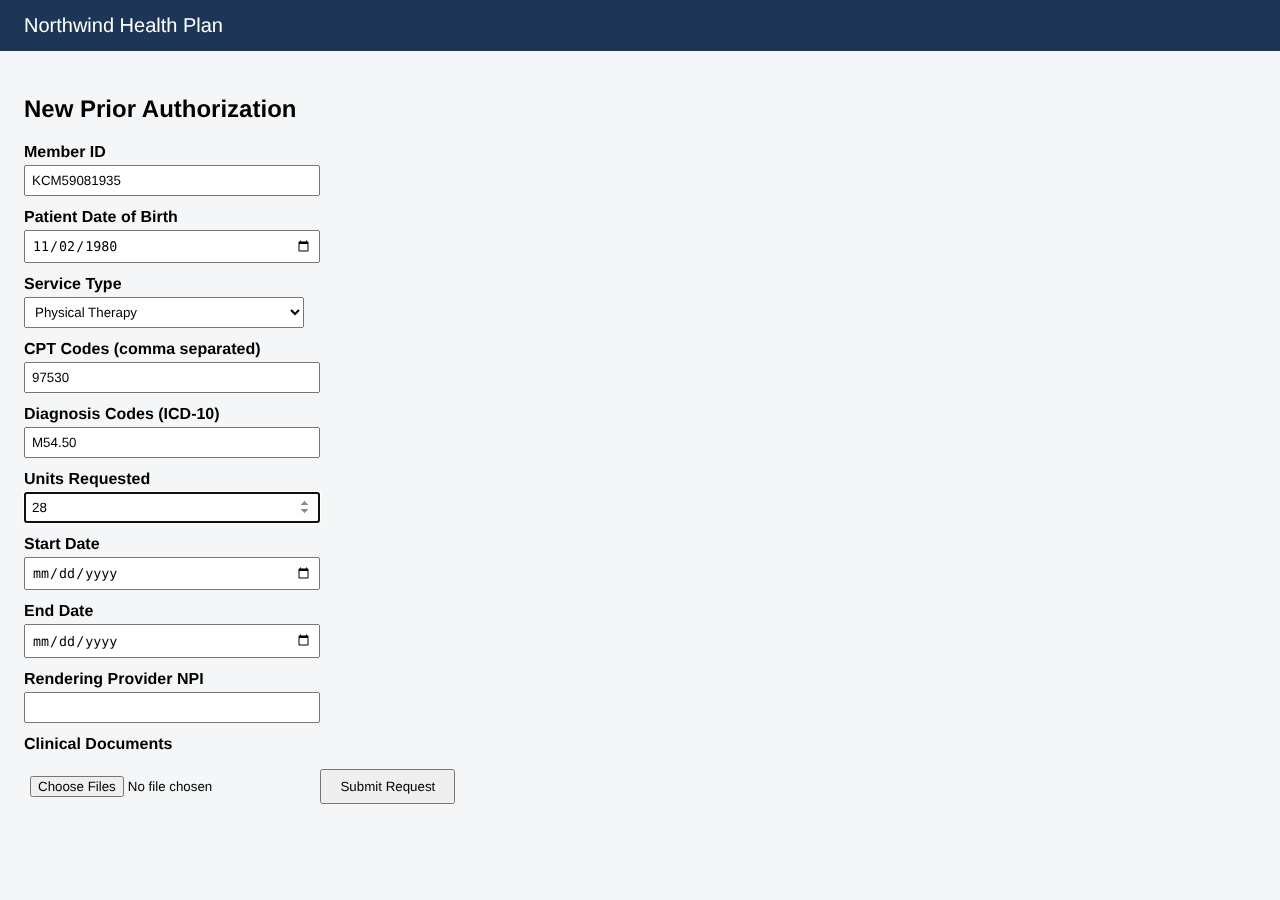 Northwind Health Plan
New Prior Authorization
Member ID
KCM59081935
Patient Date of Birth
11/02/1980
Service Type
Physical Therapy
CPT Codes (comma separated)
97530
Diagnosis Codes (ICD-10)
M54.50
Units Requested
28
Start Date
mm/dd/yyyy
End Date
mm/dd/yyyy
Rendering Provider NPI
Clinical Documents
Choose Files No file chosen Submit Request